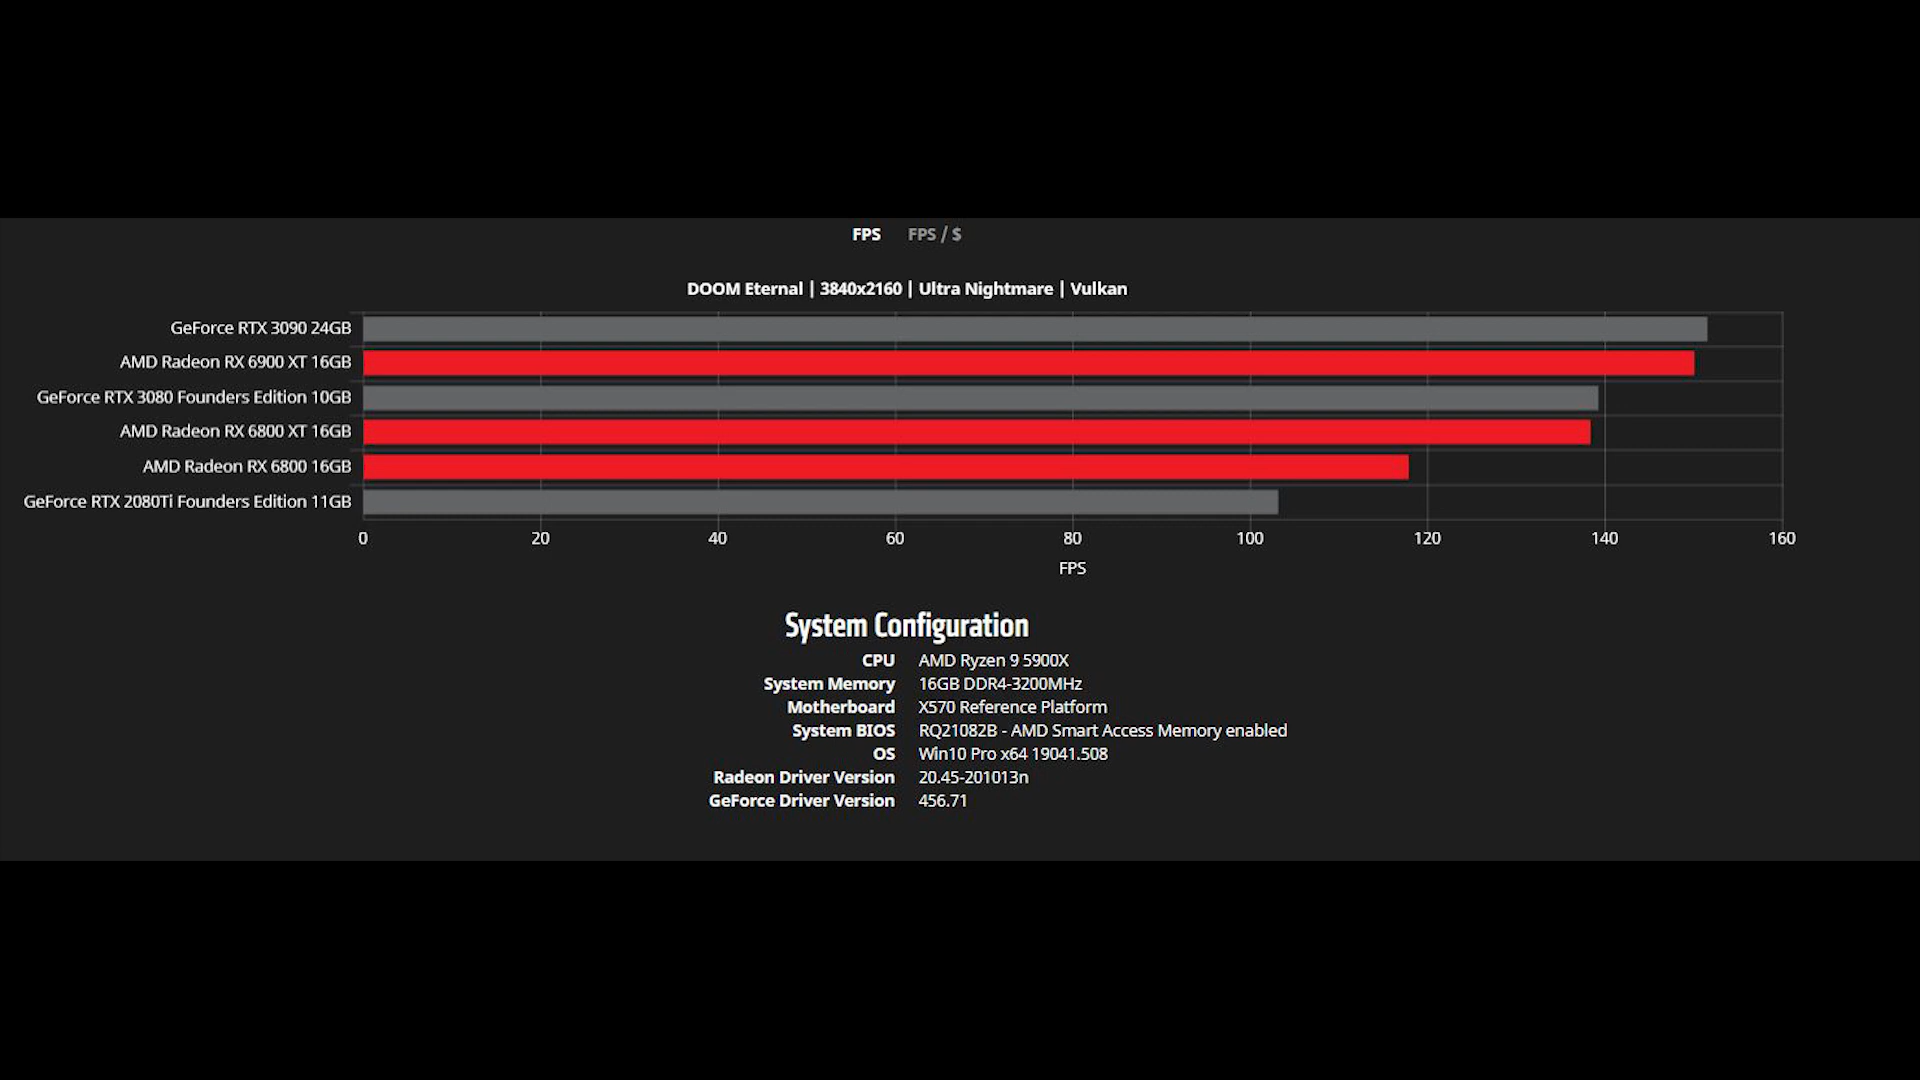 FPS FPS / $
DOOM Eternal | 3840x2160 | Ultra Nightmare | Vulkan
GeForce RTX 3090 24GB
AMD Radeon RX 6900 XT 16GB
GeForce RTX 3080 Founders Edition 10GB
AMD Radeon RX 6800 XT 16GB
AMD Radeon RX 6800 16GB
GeForce RTX 2080Ti Founders Edition 11GB
0 20 40 60 80 100 120 140 160
FPS
System Configuration
CPU AMD Ryzen 9 5900X
System Memory 16GB DDR4-3200MHz
Motherboard X570 Reference Platform
System BIOS RQ21082B - AMD Smart Access Memory enabled
OS Win10 Pro x64 19041.508
Radeon Driver Version 20.45-201013n
GeForce Driver Version 456.71